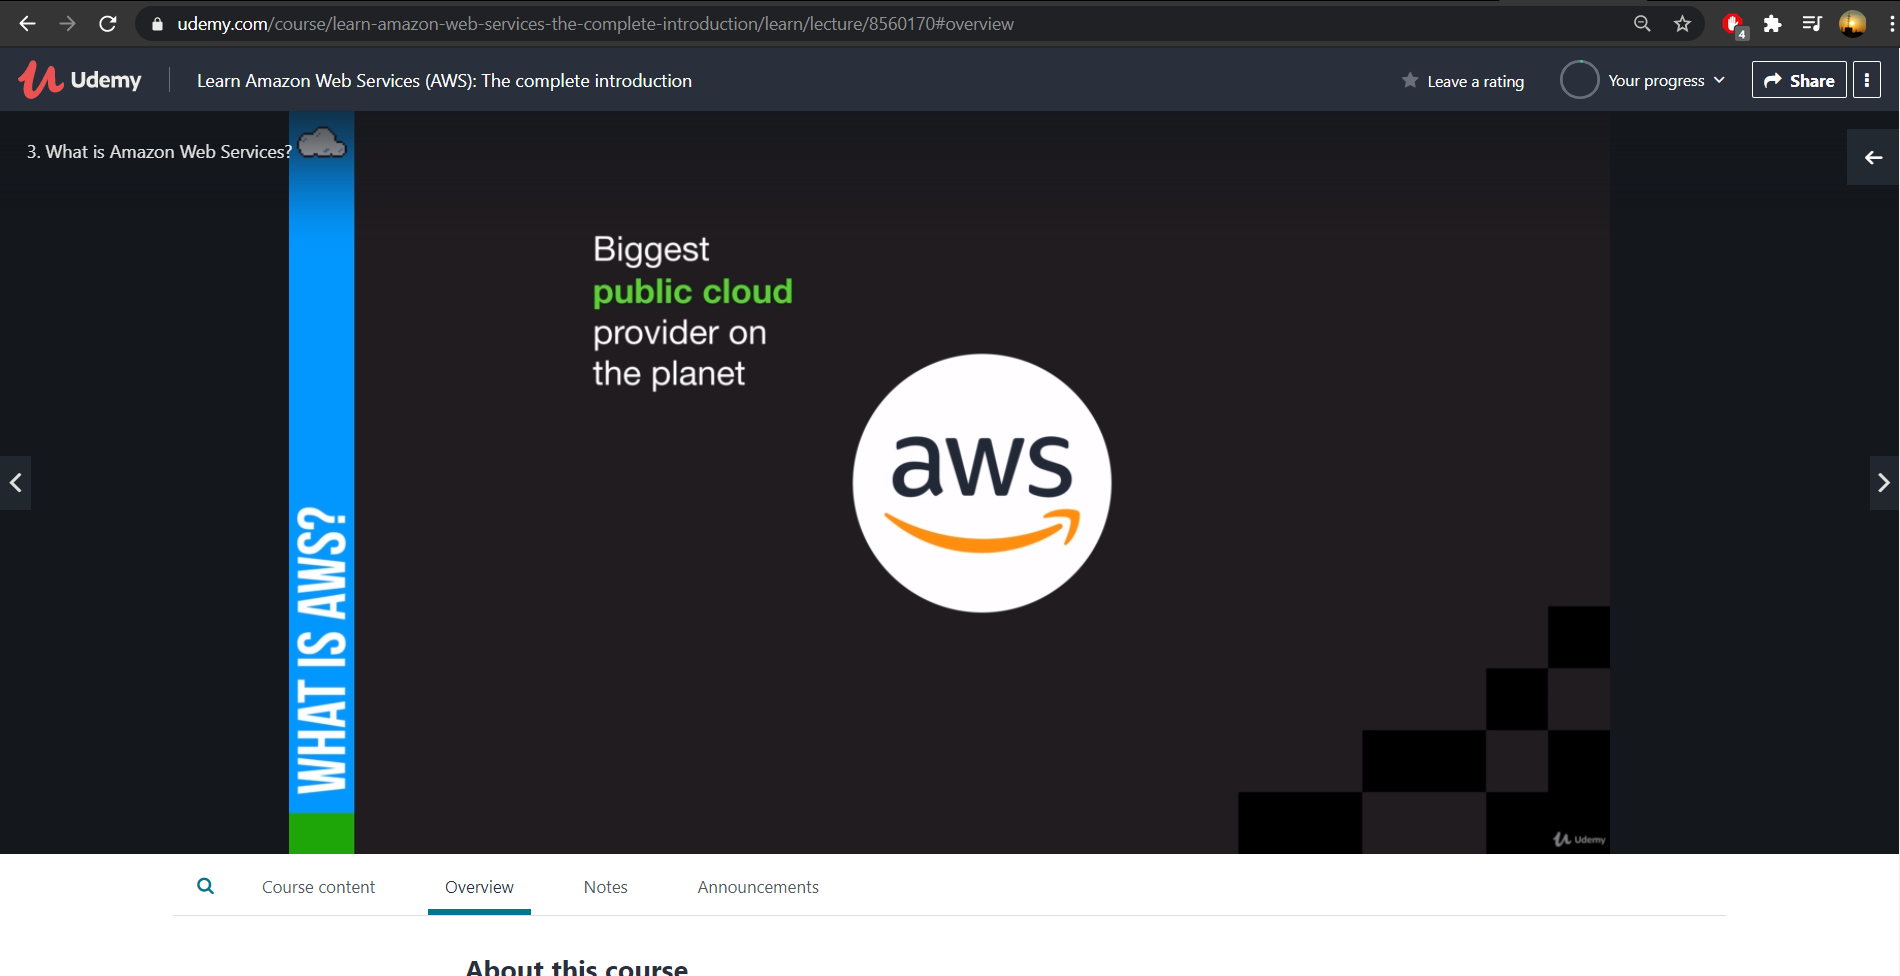 udemy.com/course/learn-amazon-web-services-the-complete-introduction/learn/lecture/8560170#overview
4
Udemy
Learn Amazon Web Services (AWS): The complete introduction
Leave a rating
Your progress
Share
3. What is Amazon Web Services?
Biggest
public cloud
provider on
the planet
aws
WHAT IS AWS?
Udemy
Course content
Overview
Notes
Announcements
About this course